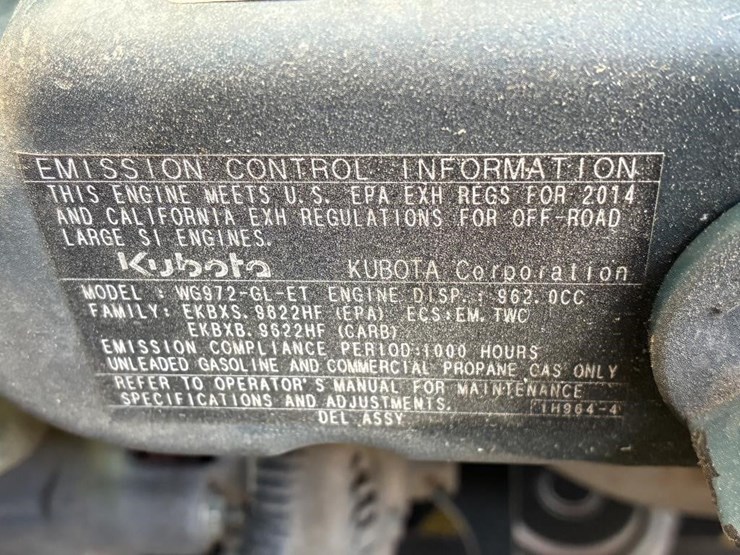 EMISSION CONTROL INFORMATION
THIS ENGINE MEETS U.S. EPA EXH REGS FOR 2014
AND CALIFORNIA EXH REGULATIONS FOR OFF-ROAD
LARGE SI ENGINES.
Kubota KUBOTA Corporation
MODEL : WG972-GL-ET ENGINE DISP.: 962.0CC
FAMILY: EKBXS.9622HF (EPA) ECS:EM.TWC
EKBXB.9622HF (CARB)
EMISSION COMPLIANCE PERIOD:1000 HOURS
UNLEADED GASOLINE AND COMMERCIAL PROPANE GAS ONLY
REFER TO OPERATOR'S MANUAL FOR MAINTENANCE
SPECIFICATIONS AND ADJUSTMENTS. 1H964-4
DEL ASSY